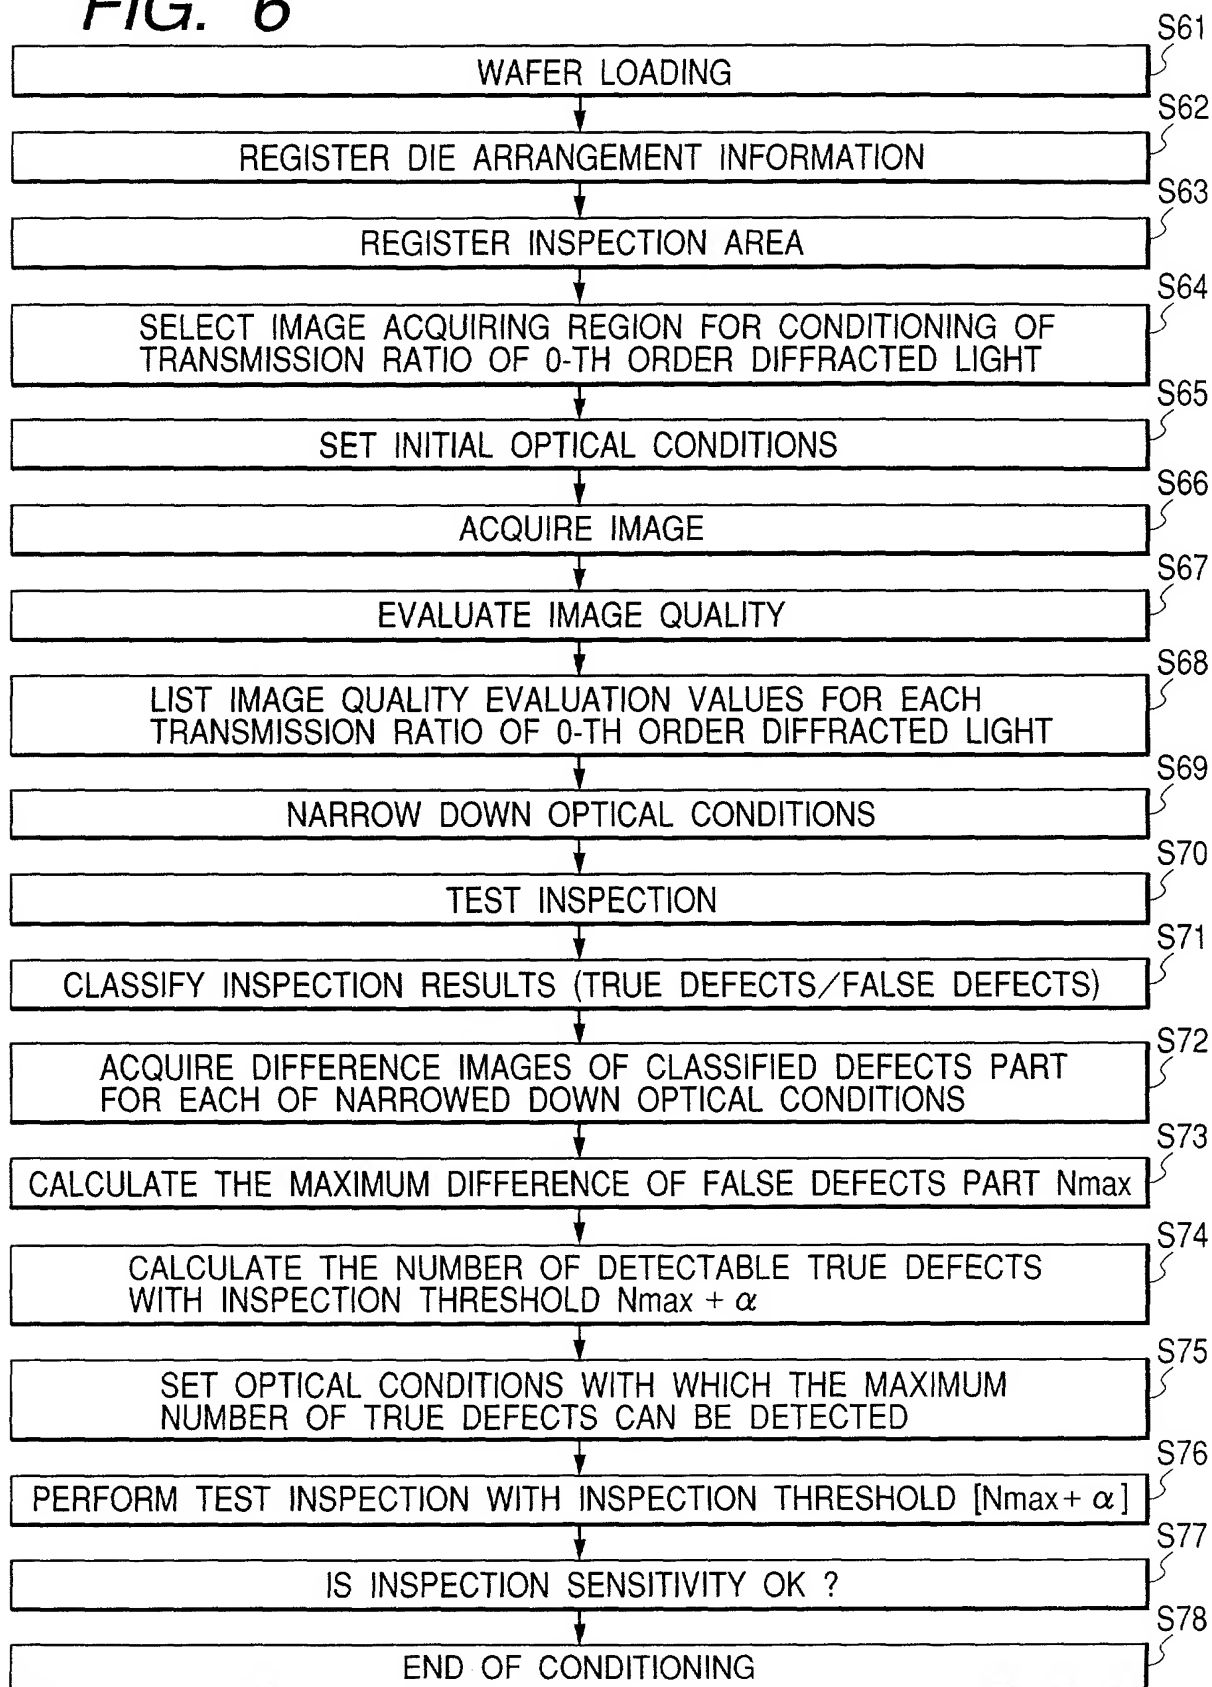 FIG. 6
S61
WAFER LOADING
S62
REGISTER DIE ARRANGEMENT INFORMATION
S63
REGISTER INSPECTION AREA
S64
SELECT IMAGE ACQUIRING REGION FOR CONDITIONING OF
TRANSMISSION RATIO OF 0-TH ORDER DIFFRACTED LIGHT
S65
SET INITIAL OPTICAL CONDITIONS
S66
ACQUIRE IMAGE
S67
EVALUATE IMAGE QUALITY
S68
LIST IMAGE QUALITY EVALUATION VALUES FOR EACH
TRANSMISSION RATIO OF 0-TH ORDER DIFFRACTED LIGHT
S69
NARROW DOWN OPTICAL CONDITIONS
S70
TEST INSPECTION
S71
CLASSIFY INSPECTION RESULTS (TRUE DEFECTS/FALSE DEFECTS)
S72
ACQUIRE DIFFERENCE IMAGES OF CLASSIFIED DEFECTS PART
FOR EACH OF NARROWED DOWN OPTICAL CONDITIONS
S73
CALCULATE THE MAXIMUM DIFFERENCE OF FALSE DEFECTS PART Nmax
S74
CALCULATE THE NUMBER OF DETECTABLE TRUE DEFECTS
WITH INSPECTION THRESHOLD Nmax + α
S75
SET OPTICAL CONDITIONS WITH WHICH THE MAXIMUM
NUMBER OF TRUE DEFECTS CAN BE DETECTED
S76
PERFORM TEST INSPECTION WITH INSPECTION THRESHOLD [Nmax + α]
S77
IS INSPECTION SENSITIVITY OK ?
S78
END OF CONDITIONING